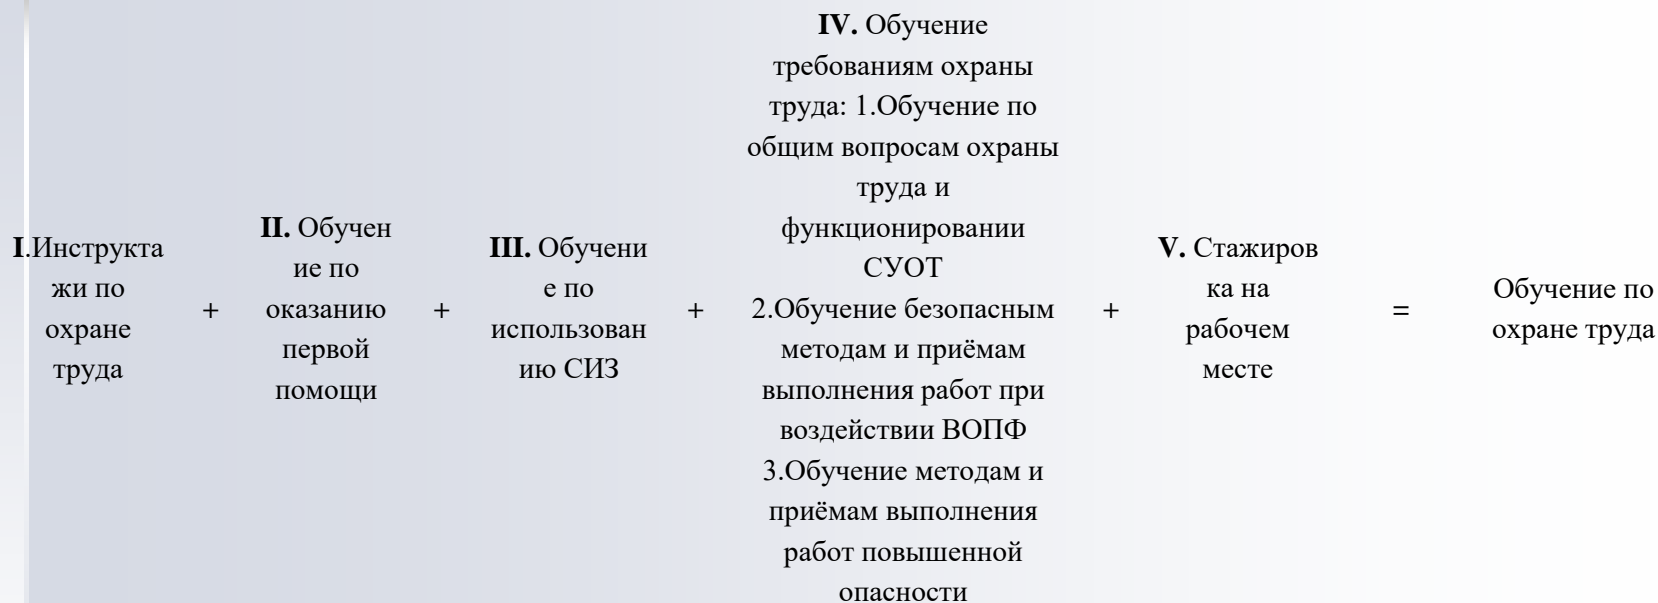 I.Инструкта
жи по
охране
труда
+
II. Обучен
ие по
оказанию
первой
помощи
+
III. Обучени
е по
использован
ию СИЗ
+
IV. Обучение
требованиям охраны
труда: 1.Обучение по
общим вопросам охраны
труда и
функционировании
СУОТ
2.Обучение безопасным
методам и приёмам
выполнения работ при
воздействии ВОПФ
3.Обучение методам и
приёмам выполнения
работ повышенной
опасности
+
V. Стажиров
ка на
рабочем
месте
=
Обучение по
охране труда